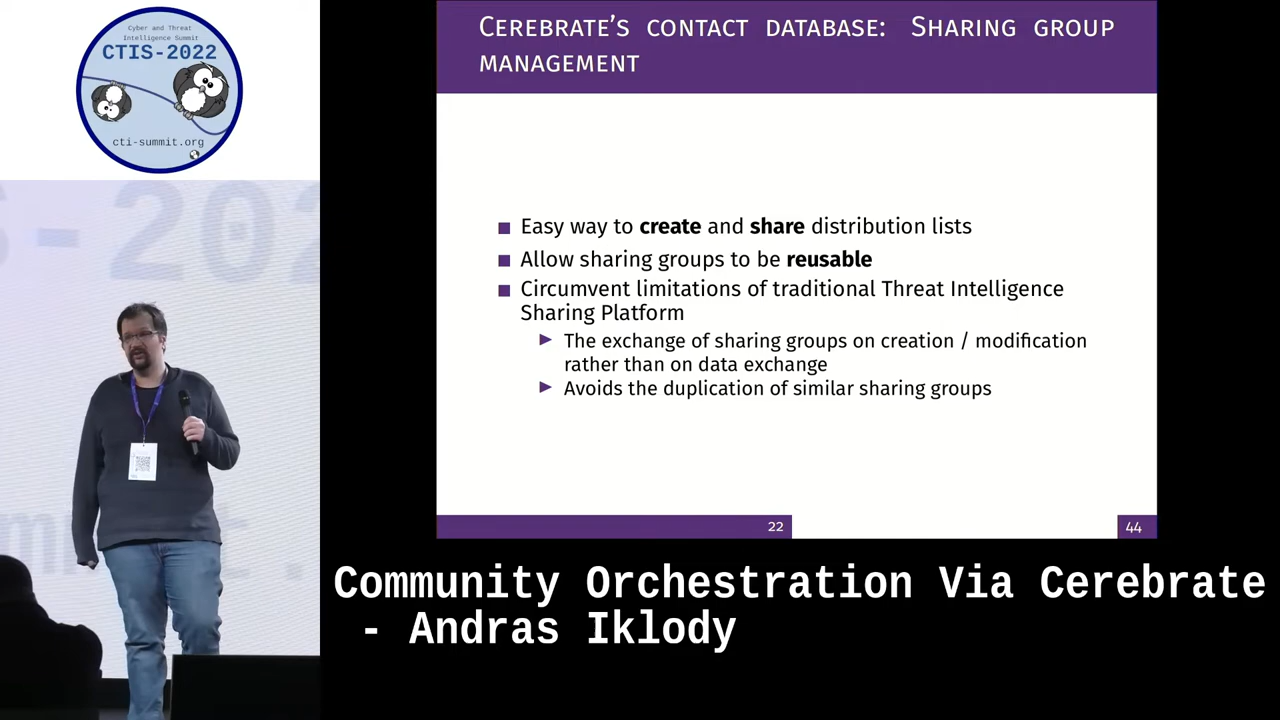 Cyber and Threat
Intelligence Summit
CTIS-2022
cti-summit.org
CEREBRATE'S CONTACT DATABASE: SHARING GROUP
MANAGEMENT
Easy way to create and share distribution lists
Allow sharing groups to be reusable
Circumvent limitations of traditional Threat Intelligence
Sharing Platform
The exchange of sharing groups on creation / modification
rather than on data exchange
Avoids the duplication of similar sharing groups
22
44
Community Orchestration Via Cerebrate
- Andras Iklody